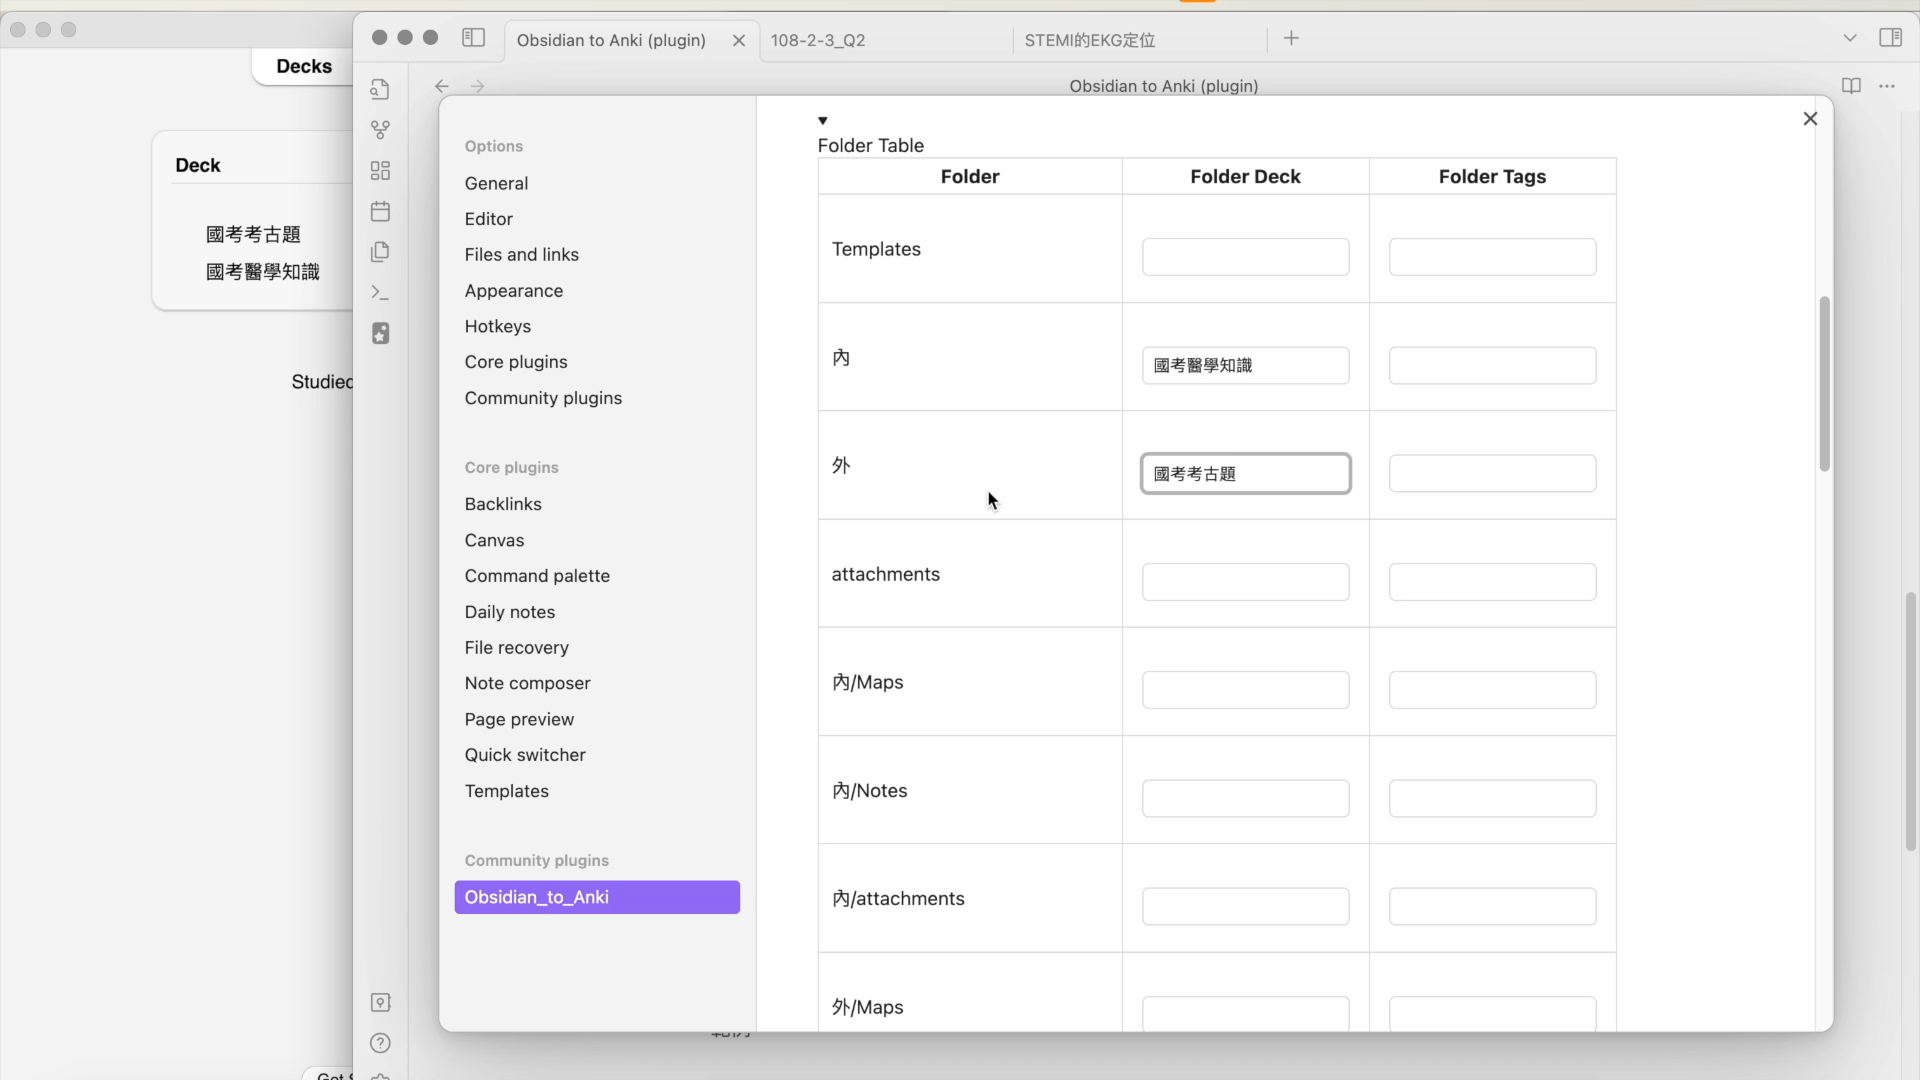 Decks
Deck
國考考古題
國考醫學知識
Studied
Obsidian to Anki (plugin)
108-2-3_Q2
STEMI的EKG定位
Obsidian to Anki (plugin)
Options
General
Editor
Files and links
Appearance
Hotkeys
Core plugins
Community plugins
Core plugins
Backlinks
Canvas
Command palette
Daily notes
File recovery
Note composer
Page preview
Quick switcher
Templates
Community plugins
Obsidian_to_Anki
Folder Table
Folder Folder Deck Folder Tags
Templates
內 國考醫學知識
外 國考考古題
attachments
內/Maps
內/Notes
內/attachments
外/Maps